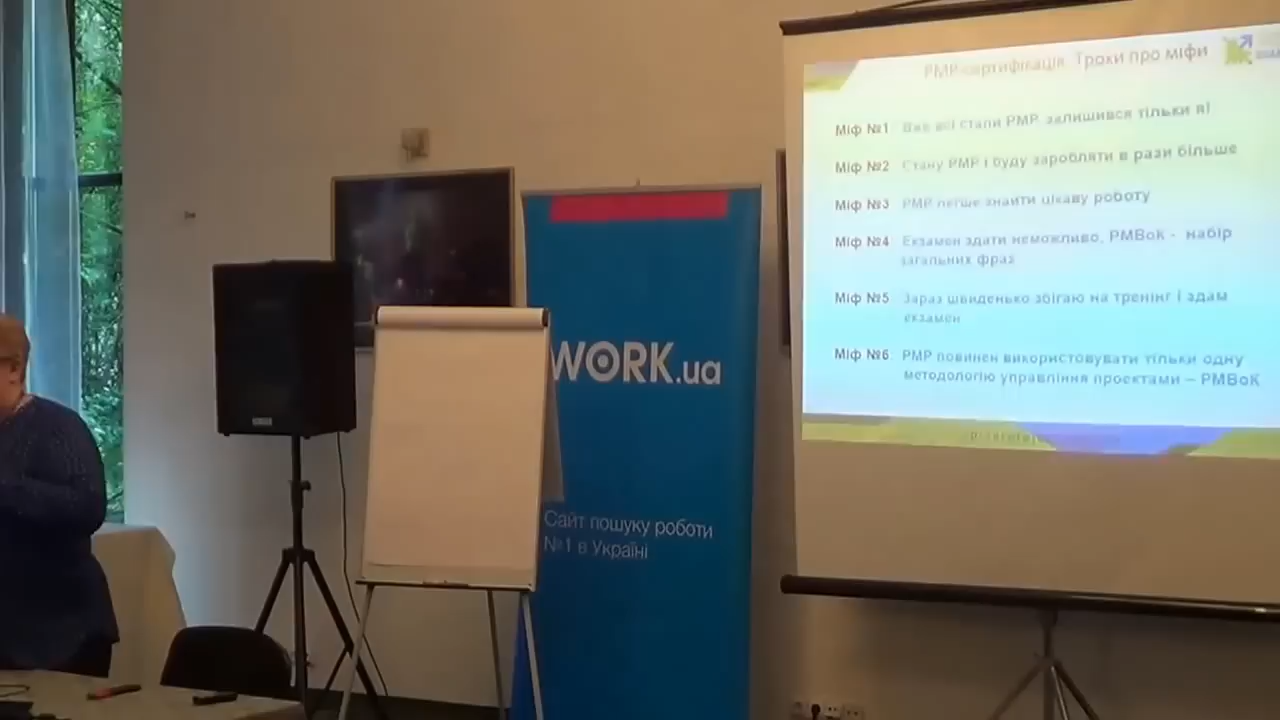 PMP сертифікація. Троки про міфи
Міф №1 Вже всі стали PMP, залишився тільки я!
Міф №2 Стану PMP і буду заробляти в рази більше
Міф №3 PMP легше знайти цікаву роботу
Міф №4 Екзамен здати неможливо, PMBoK - набір
загальних фраз
Міф №5 Зараз швиденько збігаю на тренінг і здам
екзамен
Міф №6: PMP повинен використовувати тільки одну
методологію управління проектами – PMBoK
WORK.ua
Сайт пошуку роботи
№1 в Україні